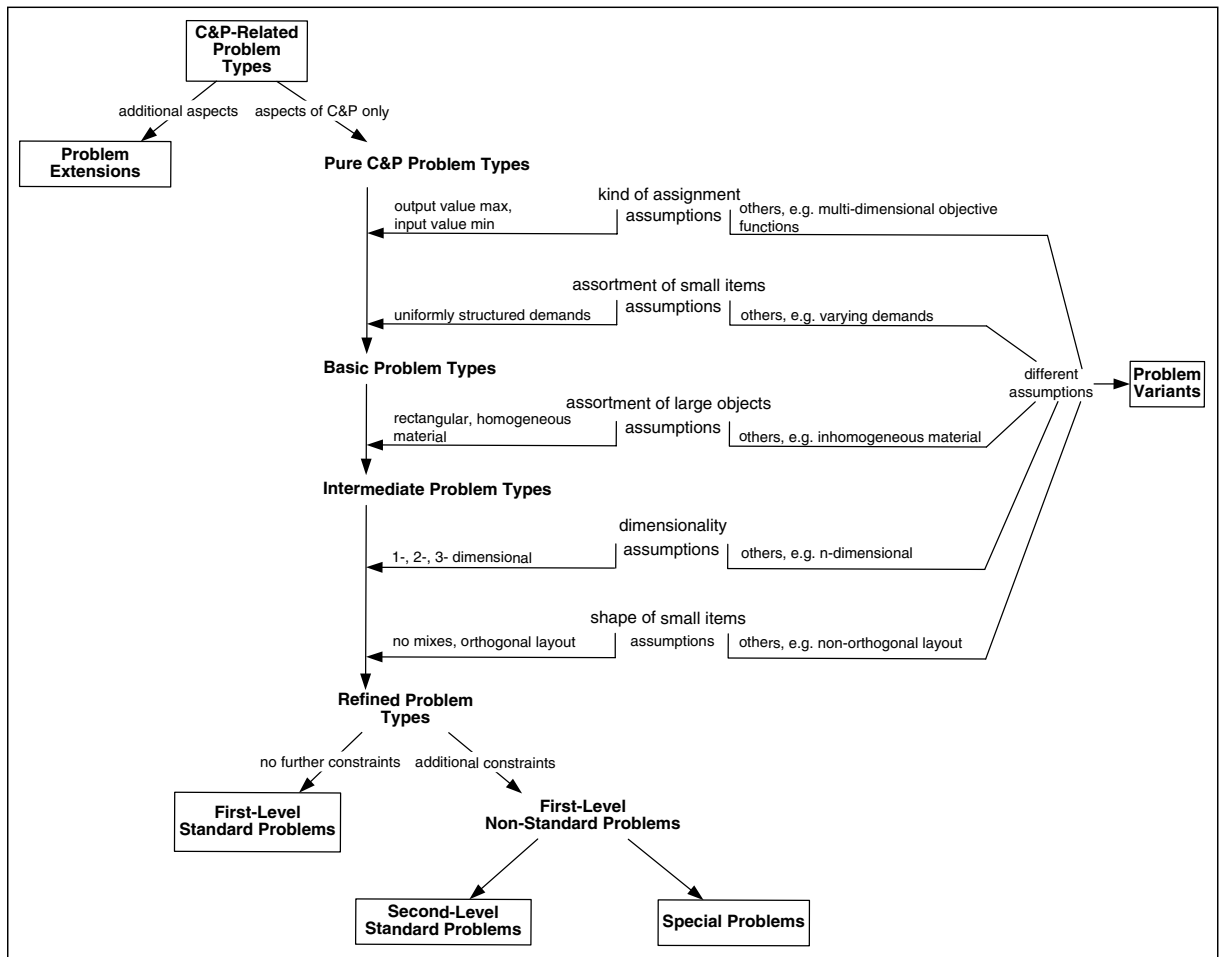 C&P-Related
Problem
Types
additional aspects
aspects of C&P only
Problem
Extensions
Pure C&P Problem Types
kind of assignment
assumptions
output value max,
input value min
others, e.g. multi-dimensional objective
functions
assortment of small items
assumptions
uniformly structured demands
others, e.g. varying demands
Basic Problem Types
different
assumptions
Problem
Variants
assortment of large objects
assumptions
rectangular, homogeneous
material
others, e.g. inhomogeneous material
Intermediate Problem Types
dimensionality
assumptions
1-, 2-, 3- dimensional
others, e.g. n-dimensional
shape of small items
assumptions
no mixes, orthogonal layout
others, e.g. non-orthogonal layout
Refined Problem
Types
no further constraints
additional constraints
First-Level
Standard Problems
First-Level
Non-Standard Problems
Second-Level
Standard Problems
Special Problems